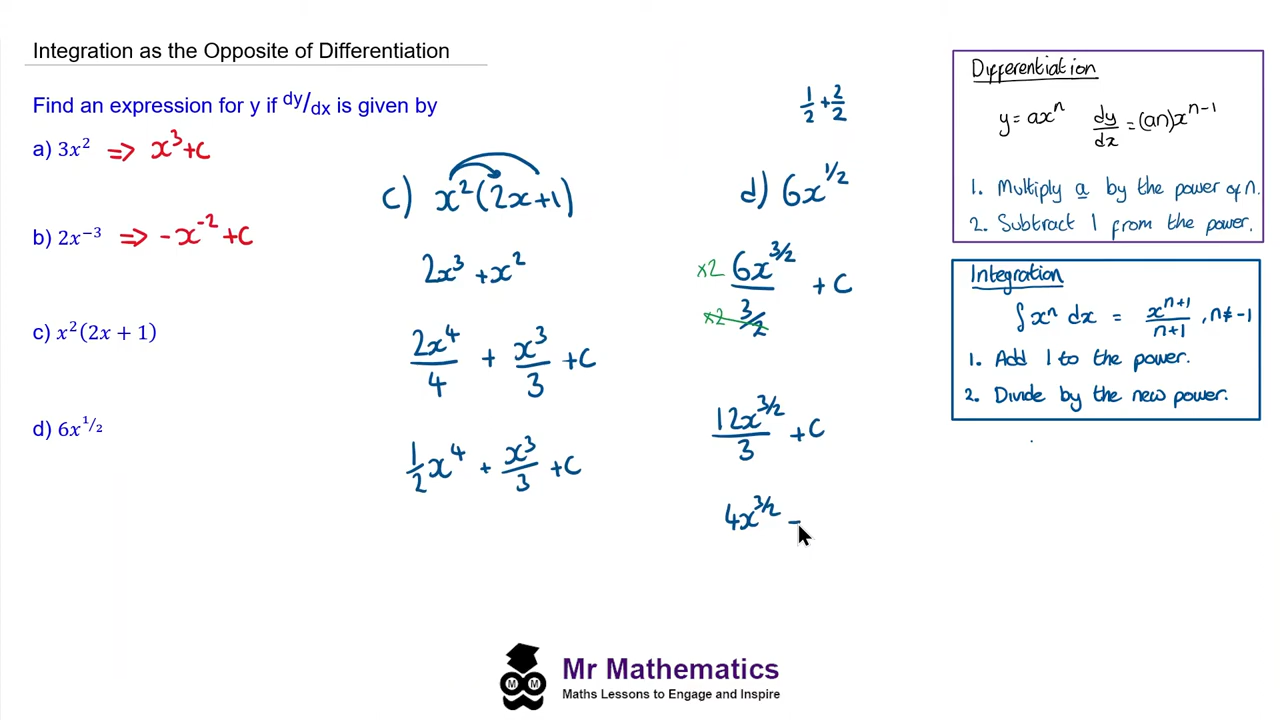 Integration as the Opposite of Differentiation
Find an expression for y if dy/dx is given by
a) 3x² ⇒ x³+c
b) 2x⁻³ ⇒ -x⁻²+c
c) x²(2x + 1)
d) 6x^1/2
c) x²(2x+1)
2x³ + x²
2x⁴/4 + x³/3 + c
1/2 x⁴ + x³/3 + c
1/2 + 2/2
d) 6x^1/2
×2 6x^3/2 + c
×2 3/2
12x^3/2 / 3 + c
4x^3/2 -
Differentiation
y = axⁿ dy/dx = (an)xⁿ⁻¹
1. Multiply a by the power of n.
2. Subtract 1 from the power.
Integration
∫xⁿ dx = xⁿ⁺¹/n+1 , n≠-1
1. Add 1 to the power.
2. Divide by the new power.
M M
Mr Mathematics
Maths Lessons to Engage and Inspire